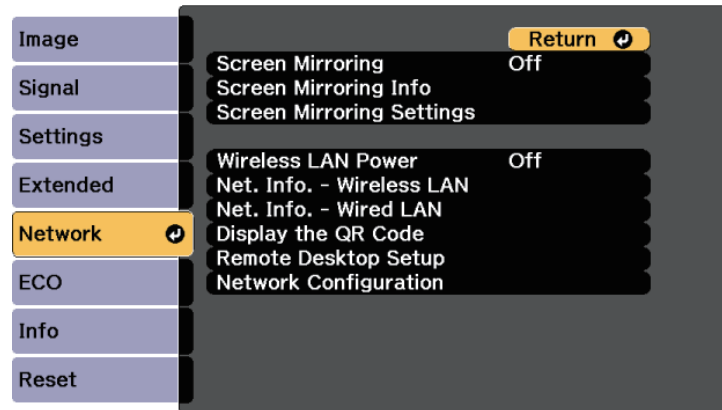 Image
Signal
Settings
Extended
Network
ECO
Info
Reset
Return
Screen Mirroring Off
Screen Mirroring Info
Screen Mirroring Settings
Wireless LAN Power Off
Net. Info. - Wireless LAN
Net. Info. - Wired LAN
Display the QR Code
Remote Desktop Setup
Network Configuration